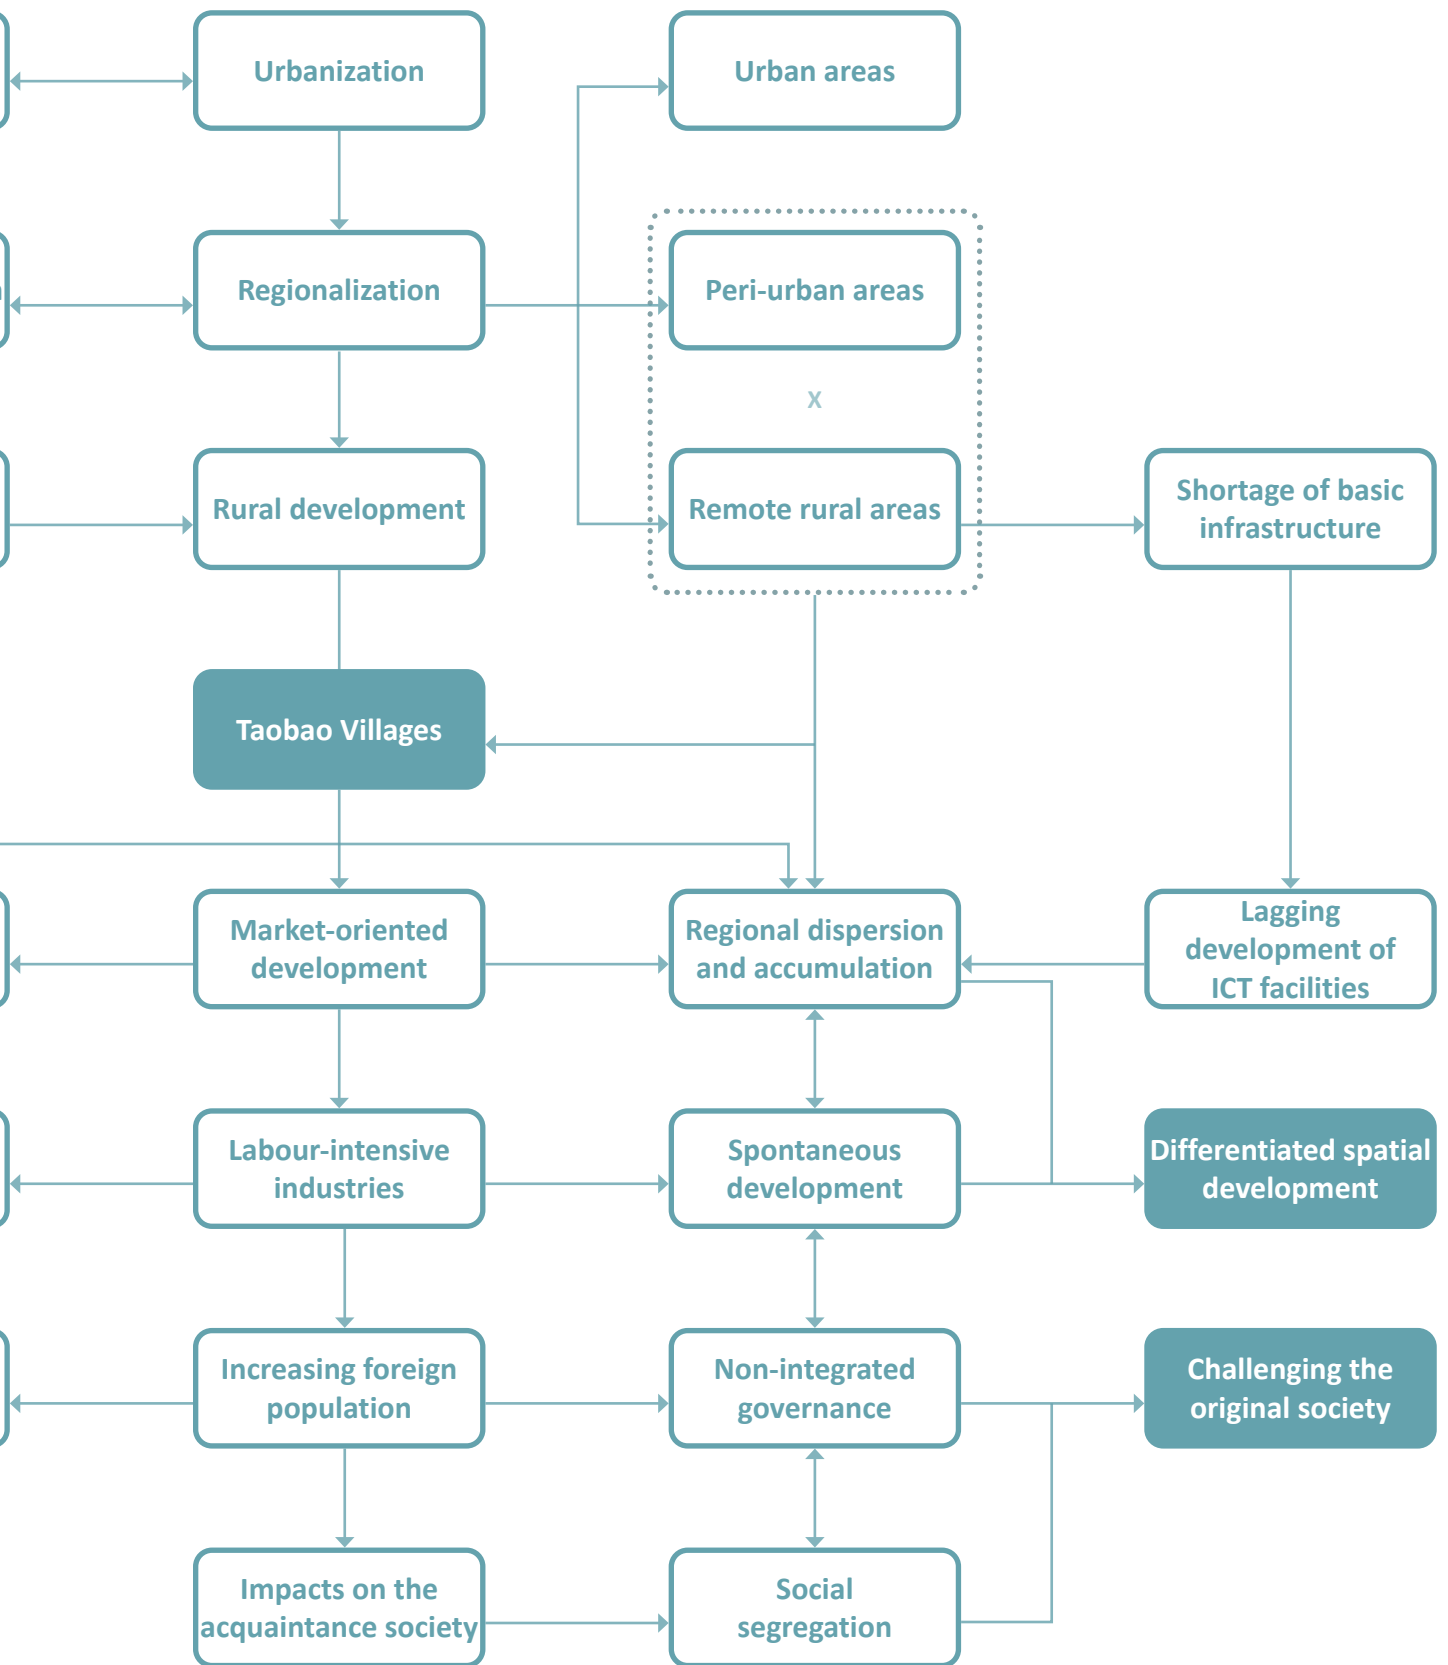 Urbanization
Urban areas
Regionalization
Peri-urban areas
X
Rural development
Remote rural areas
Shortage of basic
infrastructure
Taobao Villages
Market-oriented
development
Regional dispersion
and accumulation
Lagging
development of
ICT facilities
Labour-intensive
industries
Spontaneous
development
Differentiated spatial
development
Increasing foreign
population
Non-integrated
governance
Challenging the
original society
Impacts on the
acquaintance society
Social
segregation